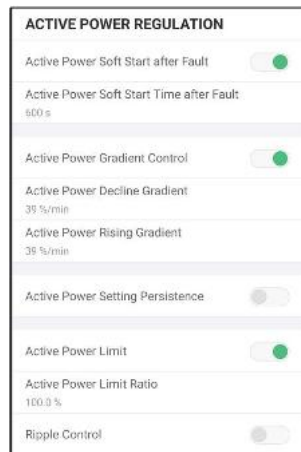 ACTIVE POWER REGULATION
Active Power Soft Start after Fault
Active Power Soft Start Time after Fault
600 s
Active Power Gradient Control
Active Power Decline Gradient
39 %/min
Active Power Rising Gradient
39 %/min
Active Power Setting Persistence
Active Power Limit
Active Power Limit Ratio
100.0 %
Ripple Control